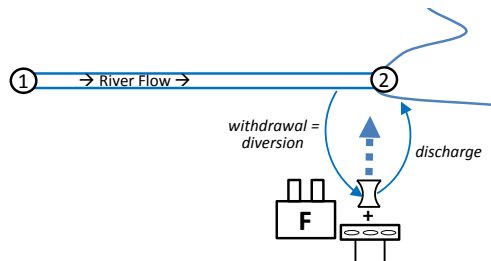 1
→ River Flow →
2
withdrawal =
diversion
discharge
F
+